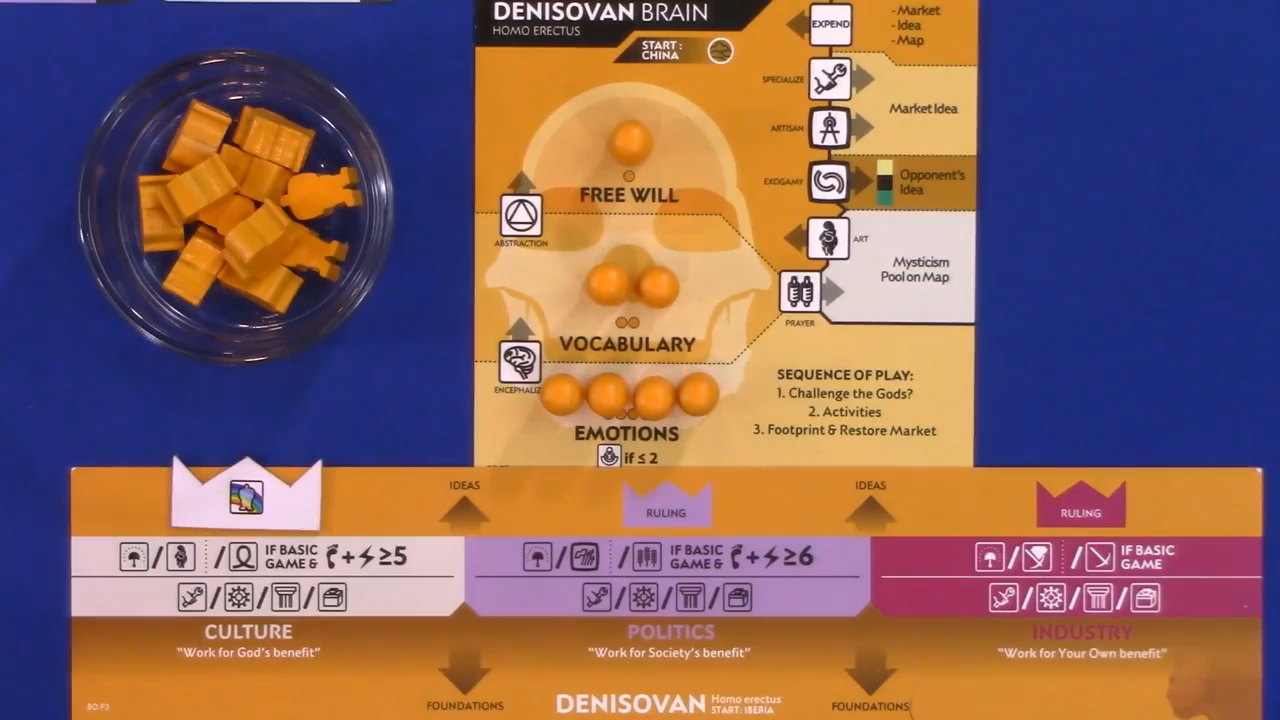 DENISOVAN BRAIN
HOMO ERECTUS
START:
CHINA
EXPEND
- Market
- Idea
- Map
SPECIALIZE
ARTISAN
Market Idea
EXOGAMY
Opponent's
Idea
ART
Mysticism
Pool on Map
PRAYER
FREE WILL
ABSTRACTION
VOCABULARY
EMOTIONS
if ≤ 2
SEQUENCE OF PLAY:
1. Challenge the Gods?
2. Activities
3. Footprint & Restore Market
IDEAS
RULING
IDEAS
RULING
/ / IF BASIC
GAME & + ≥5
/ / IF BASIC
GAME & + ≥6
/ / IF BASIC
GAME
/ / /
/ / /
/ / /
CULTURE
"Work for God's benefit"
POLITICS
"Work for Society's benefit"
INDUSTRY
"Work for Your Own benefit"
FOUNDATIONS
DENISOVAN Homo erectus
START: IBERIA
FOUNDATIONS